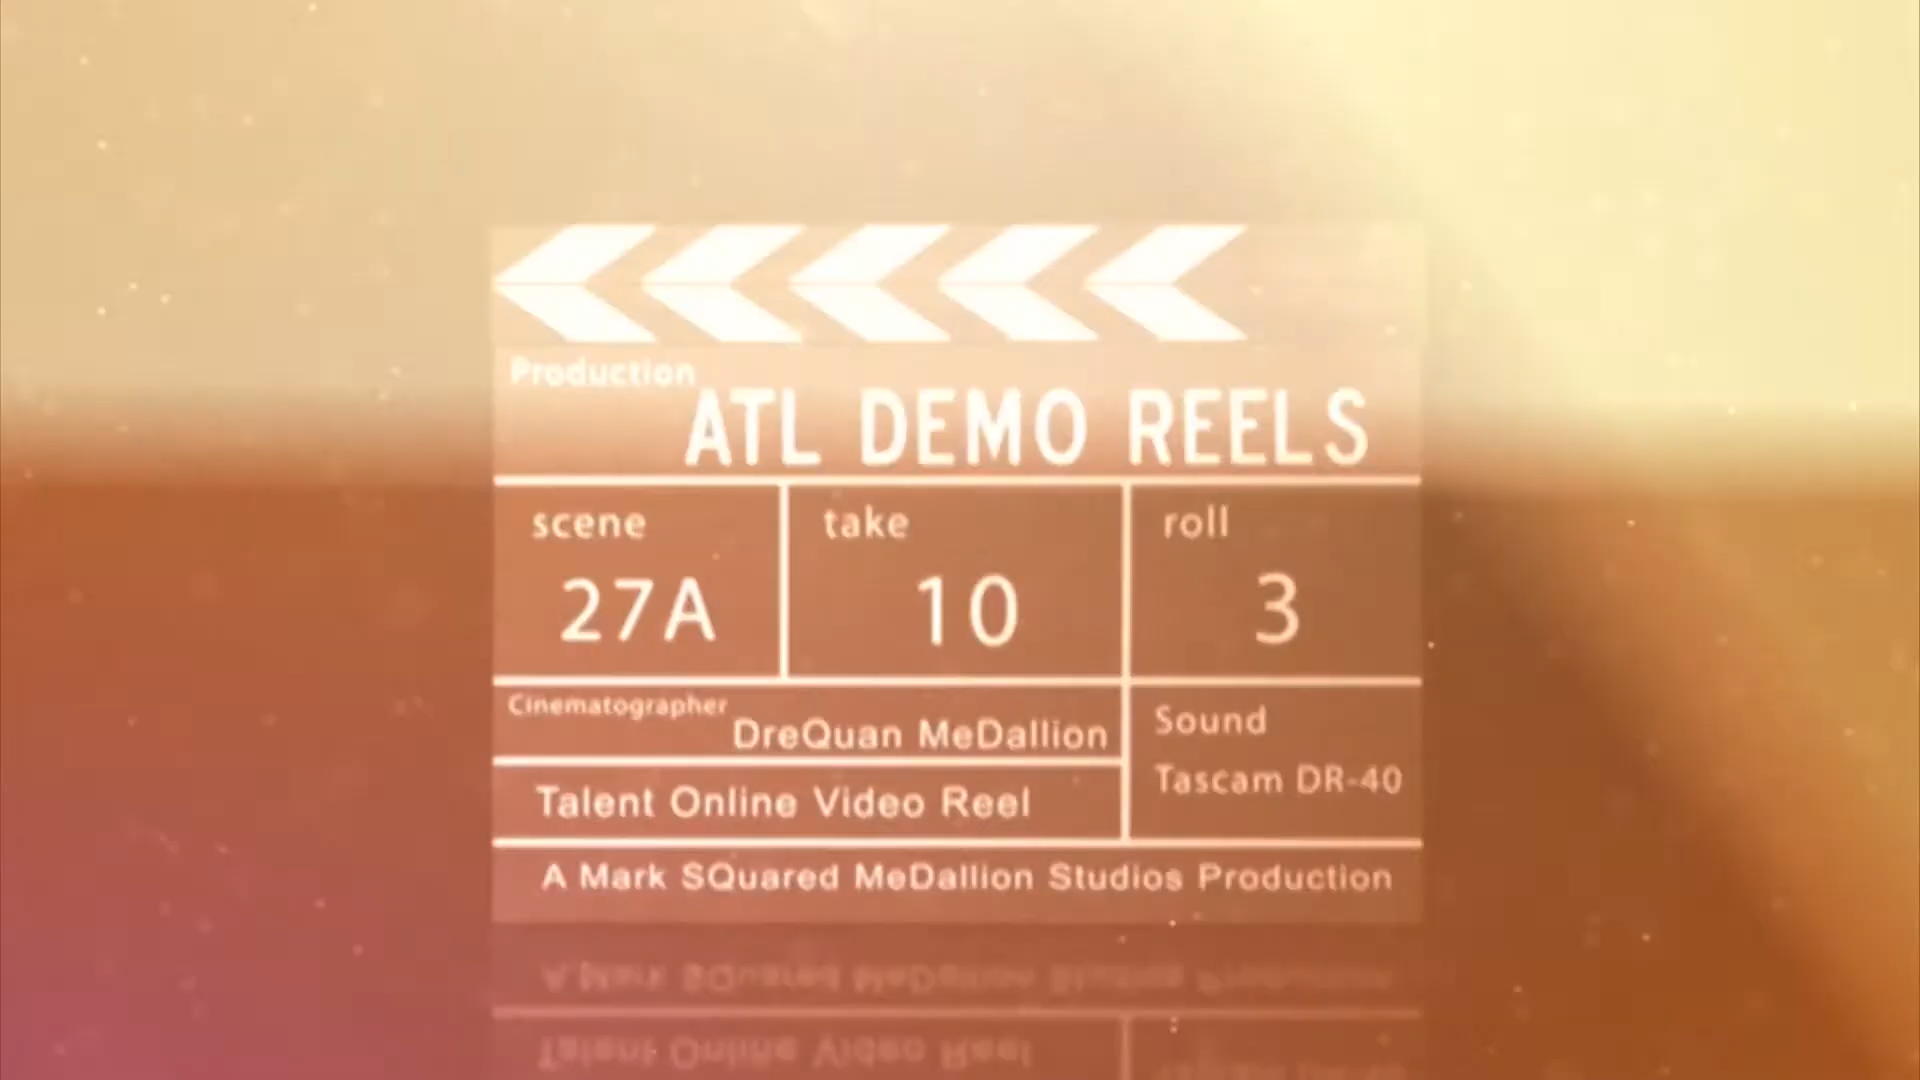 Production
ATL DEMO REELS
scene
take
roll
27A
10
3
Cinematographer
DreQuan MeDallion
Sound
Tascam DR-40
Talent Online Video Reel
A Mark SQuared MeDallion Studios Production